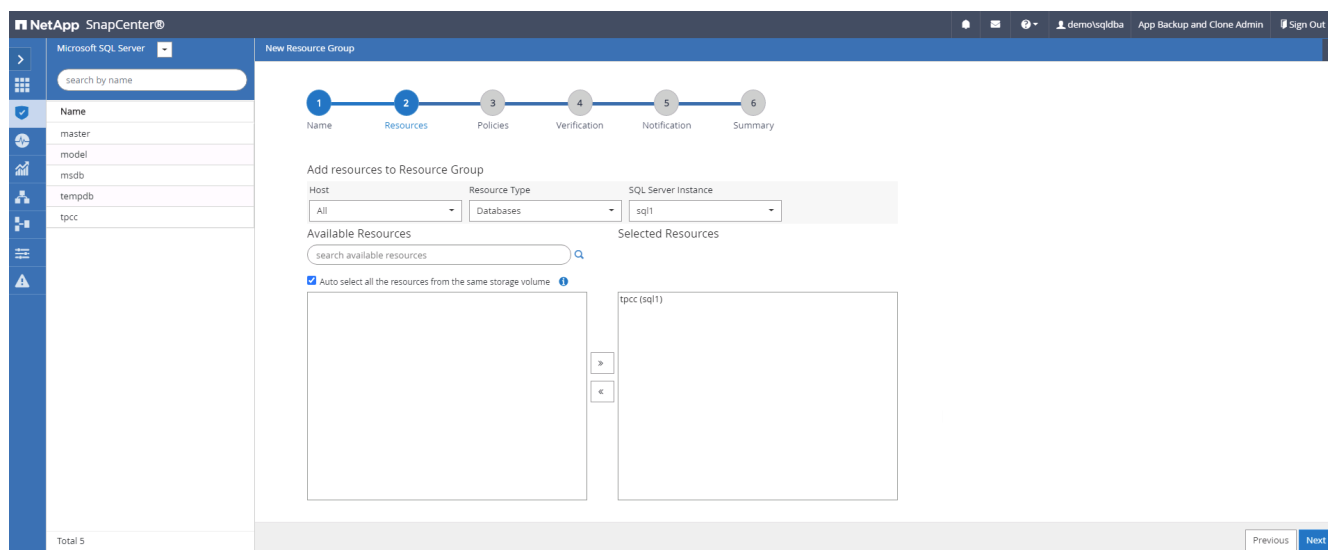 NetApp SnapCenter®
demo\sqldba App Backup and Clone Admin Sign Out
Microsoft SQL Server
New Resource Group
search by name
Name
master
model
msdb
tempdb
tpcc
Total 5
1 2 3 4 5 6
Name Resources Policies Verification Notification Summary
Add resources to Resource Group
Host Resource Type SQL Server Instance
All Databases sql1
Available Resources Selected Resources
search available resources
Auto select all the resources from the same storage volume
tpcc (sql1)
Previous Next